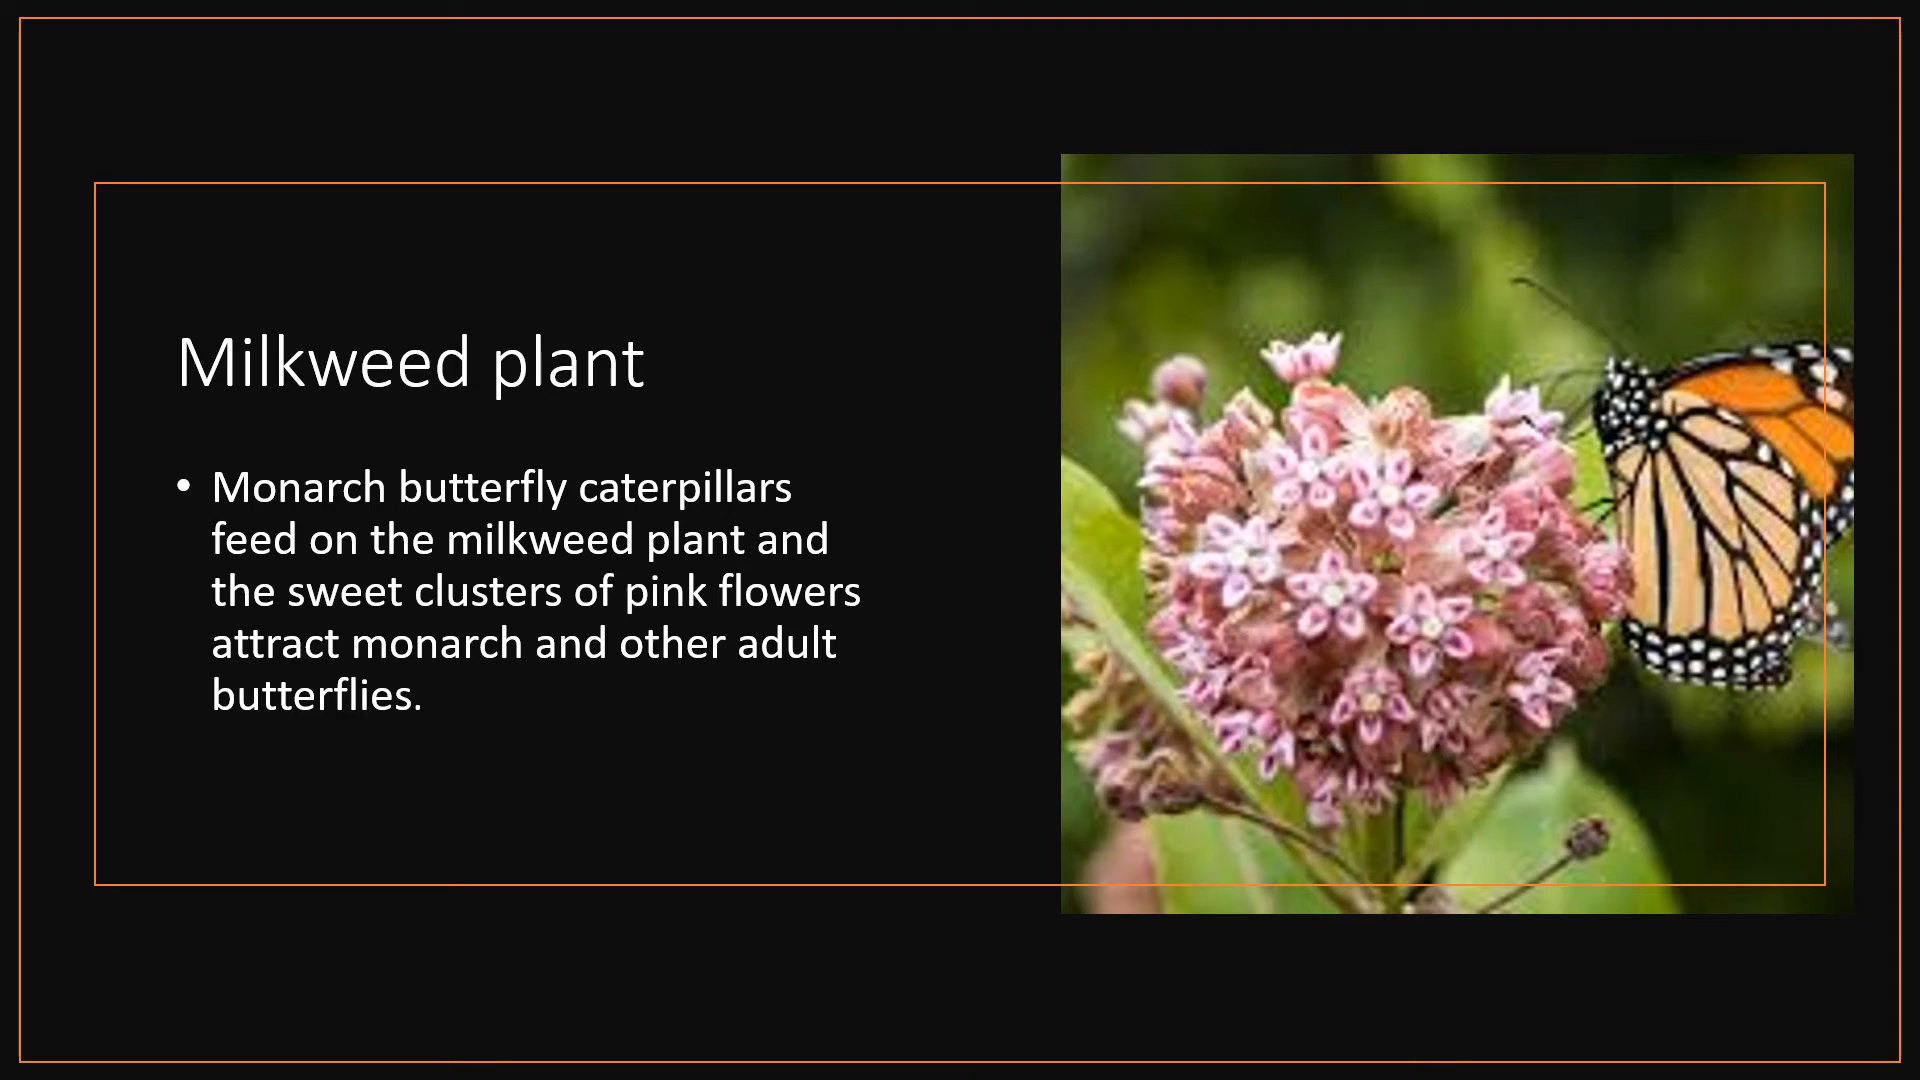 Milkweed plant
• Monarch butterfly caterpillars
feed on the milkweed plant and
the sweet clusters of pink flowers
attract monarch and other adult
butterflies.